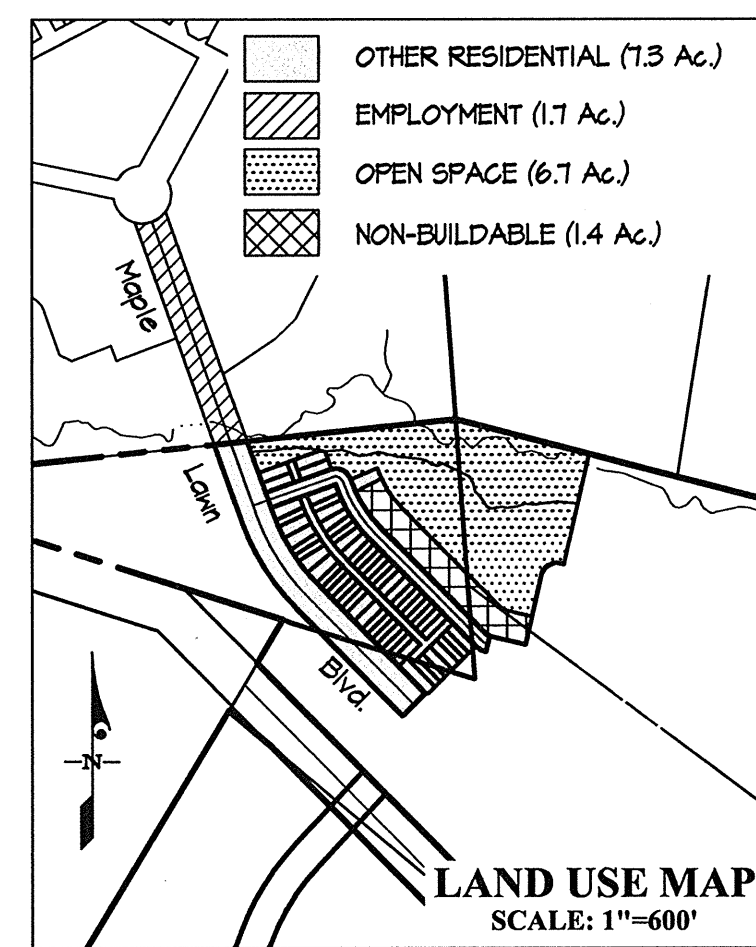 OTHER RESIDENTIAL (7.3 Ac.)
EMPLOYMENT (1.7 Ac.)
OPEN SPACE (6.7 Ac.)
NON-BUILDABLE (1.4 Ac.)
Maple
Lawn
Blvd.
N
LAND USE MAP
SCALE: 1"=600'